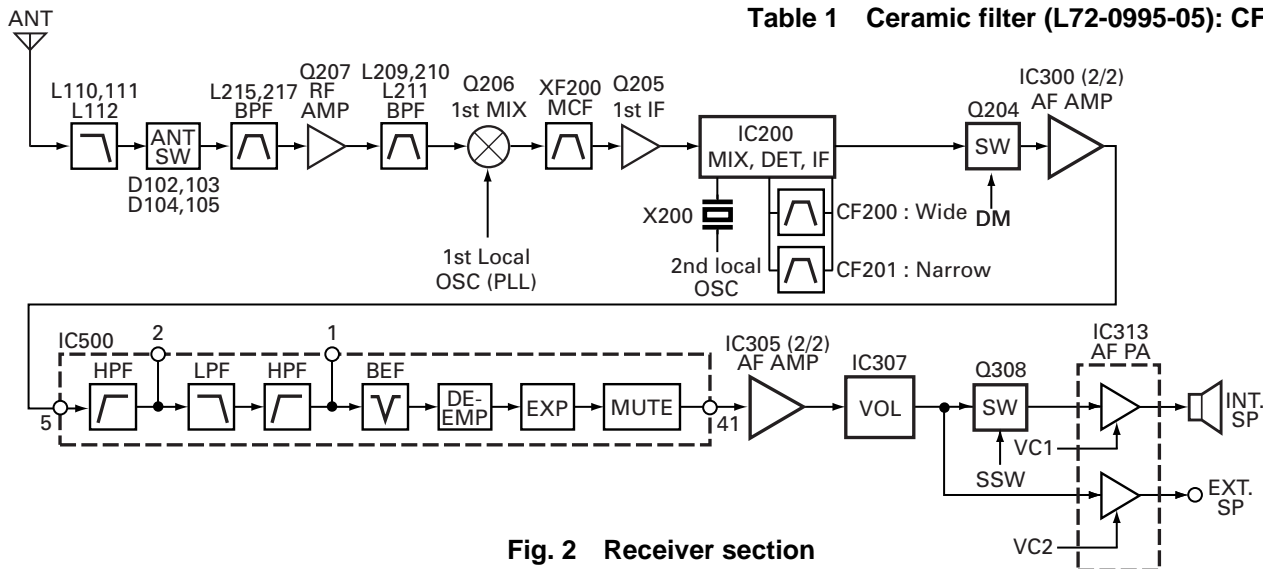 Table 1 Ceramic filter (L72-0995-05): CF
ANT
L110,111
L112
ANT
SW
D102,103
D104,105
L215,217
BPF
Q207
RF
AMP
L209,210
L211
BPF
Q206
1st MIX
1st Local
OSC (PLL)
XF200
MCF
Q205
1st IF
IC200
MIX, DET, IF
X200
2nd local
OSC
CF200 : Wide
CF201 : Narrow
Q204
SW
DM
IC300 (2/2)
AF AMP
IC500
5
HPF
2
LPF
HPF
1
BEF
DE-
EMP
EXP
MUTE
41
IC305 (2/2)
AF AMP
IC307
VOL
Q308
SW
SSW
IC313
AF PA
VC1
VC2
INT.
SP
EXT.
SP
Fig. 2 Receiver section